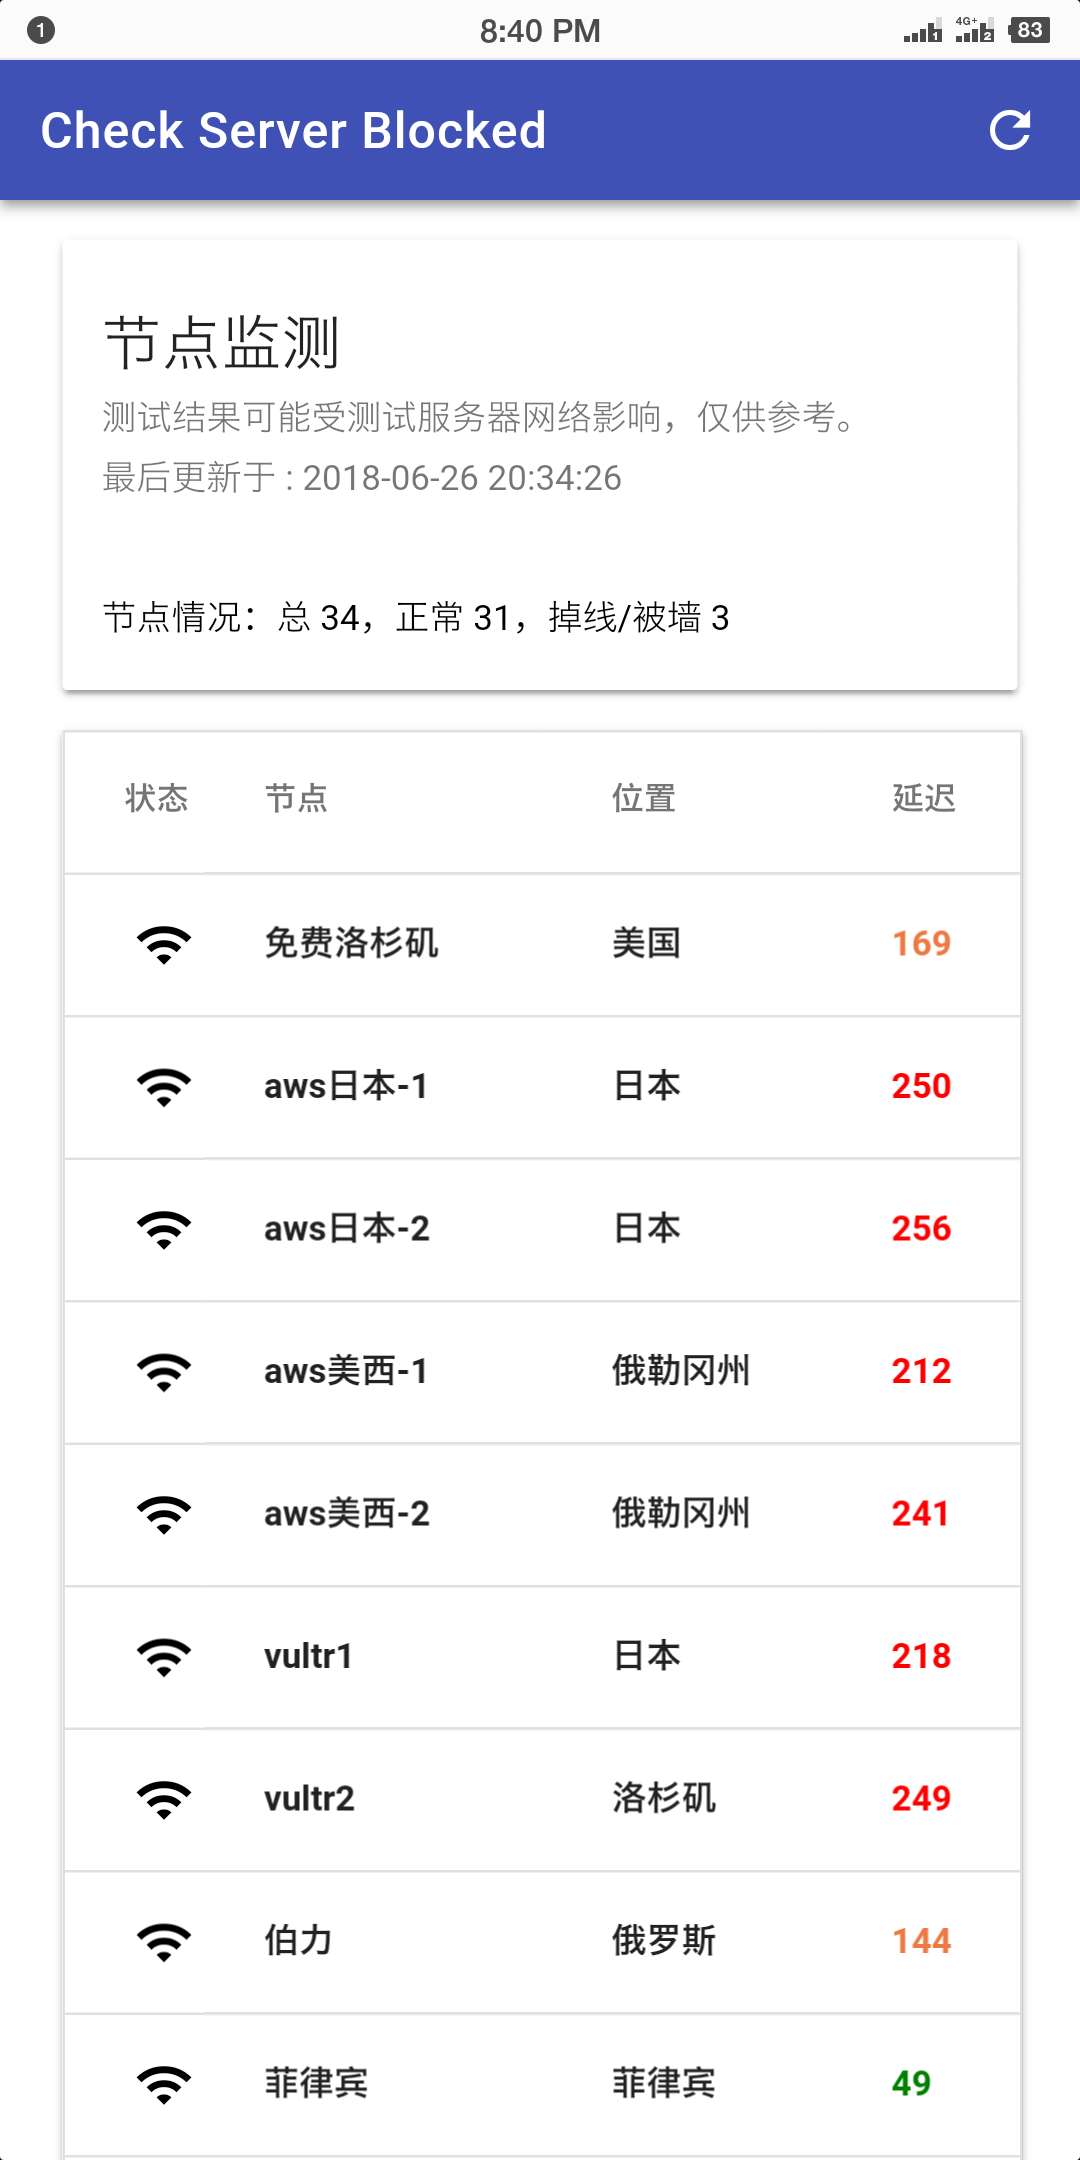 1 8:40 PM 1 4G+ 2 83
Check Server Blocked
节点监测
测试结果可能受测试服务器网络影响，仅供参考。
最后更新于 : 2018-06-26 20:34:26
节点情况：总 34，正常 31，掉线/被墙 3
状态 节点 位置 延迟
免费洛杉矶 美国 169
aws日本-1 日本 250
aws日本-2 日本 256
aws美西-1 俄勒冈州 212
aws美西-2 俄勒冈州 241
vultr1 日本 218
vultr2 洛杉矶 249
伯力 俄罗斯 144
菲律宾 菲律宾 49